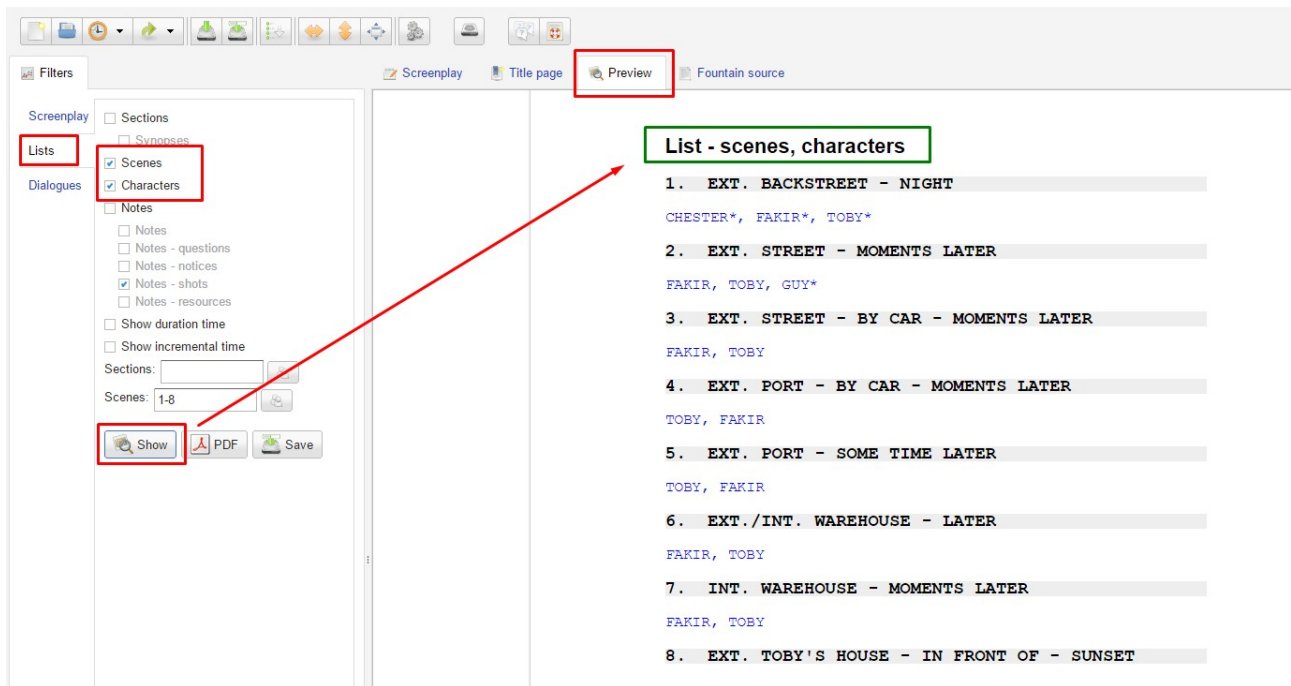 Filters
Screenplay
Title page
Preview
Fountain source
Screenplay
Lists
Dialogues
Sections
Synopses
Scenes
Characters
Notes
Notes
Notes - questions
Notes - notices
Notes - shots
Notes - resources
Show duration time
Show incremental time
Sections:
Scenes: 1-8
Show
PDF
Save
List - scenes, characters
1. EXT. BACKSTREET - NIGHT
CHESTER*, FAKIR*, TOBY*
2. EXT. STREET - MOMENTS LATER
FAKIR, TOBY, GUY*
3. EXT. STREET - BY CAR - MOMENTS LATER
FAKIR, TOBY
4. EXT. PORT - BY CAR - MOMENTS LATER
TOBY, FAKIR
5. EXT. PORT - SOME TIME LATER
TOBY, FAKIR
6. EXT./INT. WAREHOUSE - LATER
FAKIR, TOBY
7. INT. WAREHOUSE - MOMENTS LATER
FAKIR, TOBY
8. EXT. TOBY'S HOUSE - IN FRONT OF - SUNSET